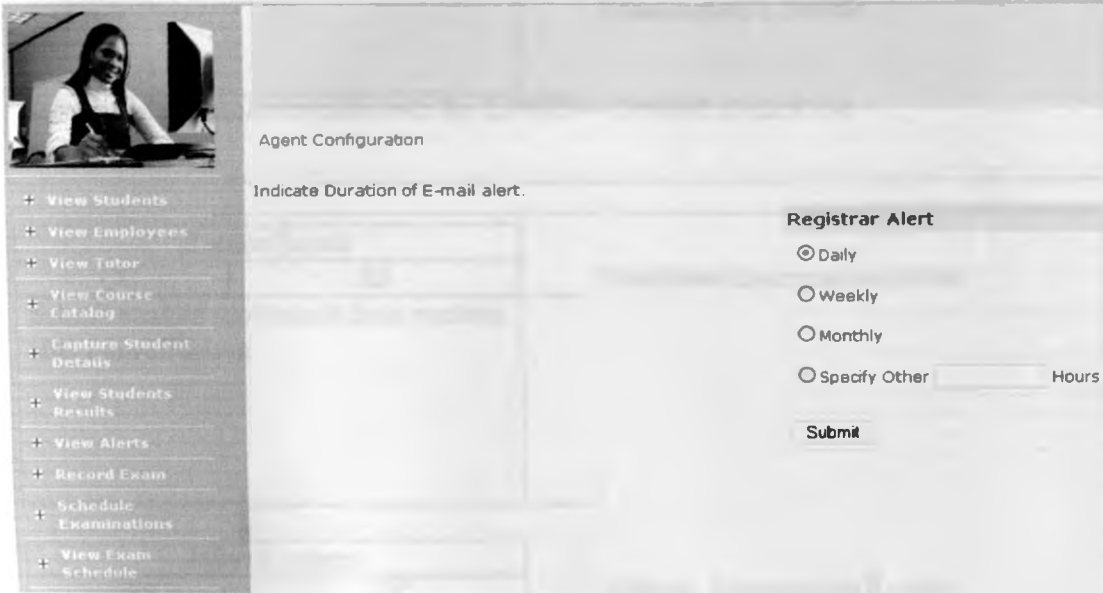 View Students
View Employees
View Tutor
View Course
Catalog
Capture Student
Details
View Students
Results
View Alerts
Record Exam
Schedule
Examinations
View Exam
Schedule
Agent Configuration
Indicate Duration of E-mail alert.
Registrar Alert
Daily
Weekly
Monthly
Specify Other Hours
Submit